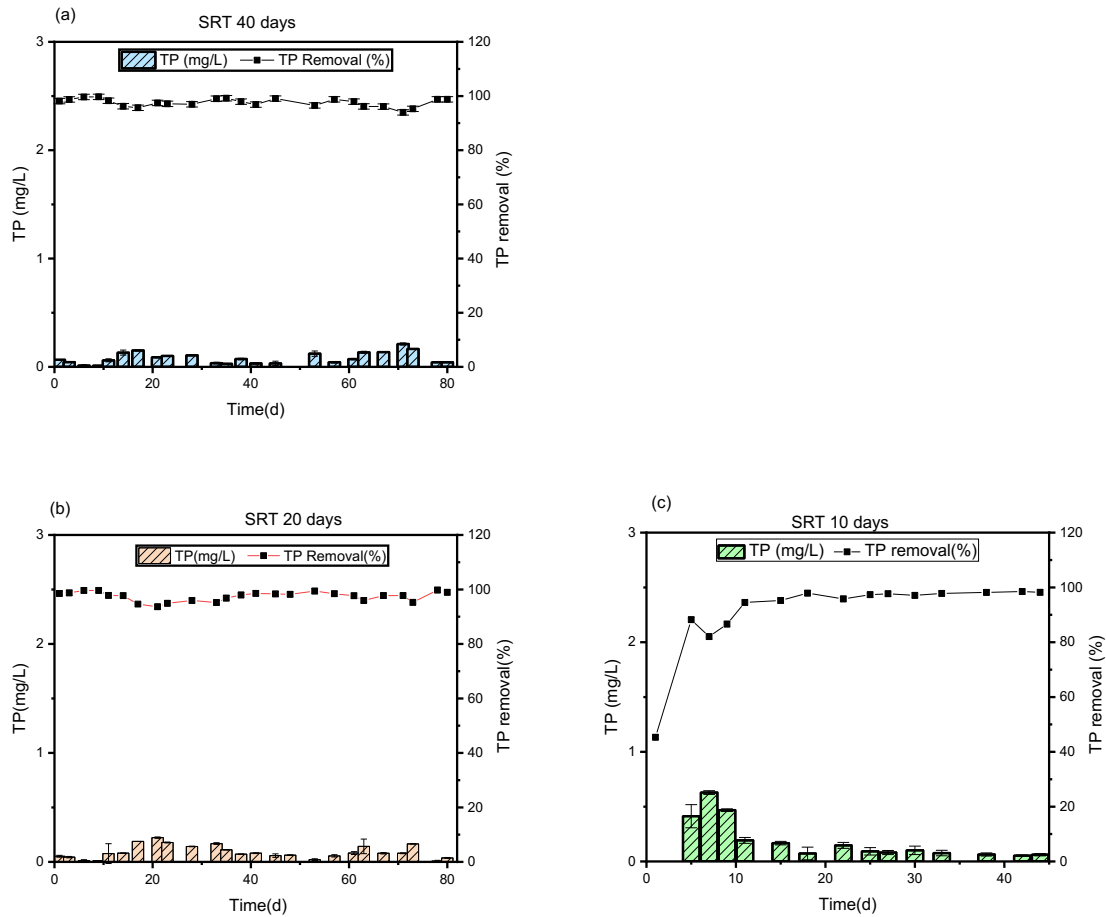 (a)
SRT 40 days
TP (mg/L)
TP Removal (%)
3
2
1
0
TP (mg/L)
120
100
80
60
40
20
0
TP removal (%)
0 20 40 60 80
Time(d)
(b)
SRT 20 days
TP(mg/L)
TP Removal(%)
3
2
1
0
TP(mg/L)
120
100
80
60
40
20
0
TP removal(%)
0 20 40 60 80
Time(d)
(c)
SRT 10 days
TP (mg/L)
TP removal(%)
3
2
1
0
TP (mg/L)
120
100
80
60
40
20
0
TP removal (%)
0 10 20 30 40
Time(d)